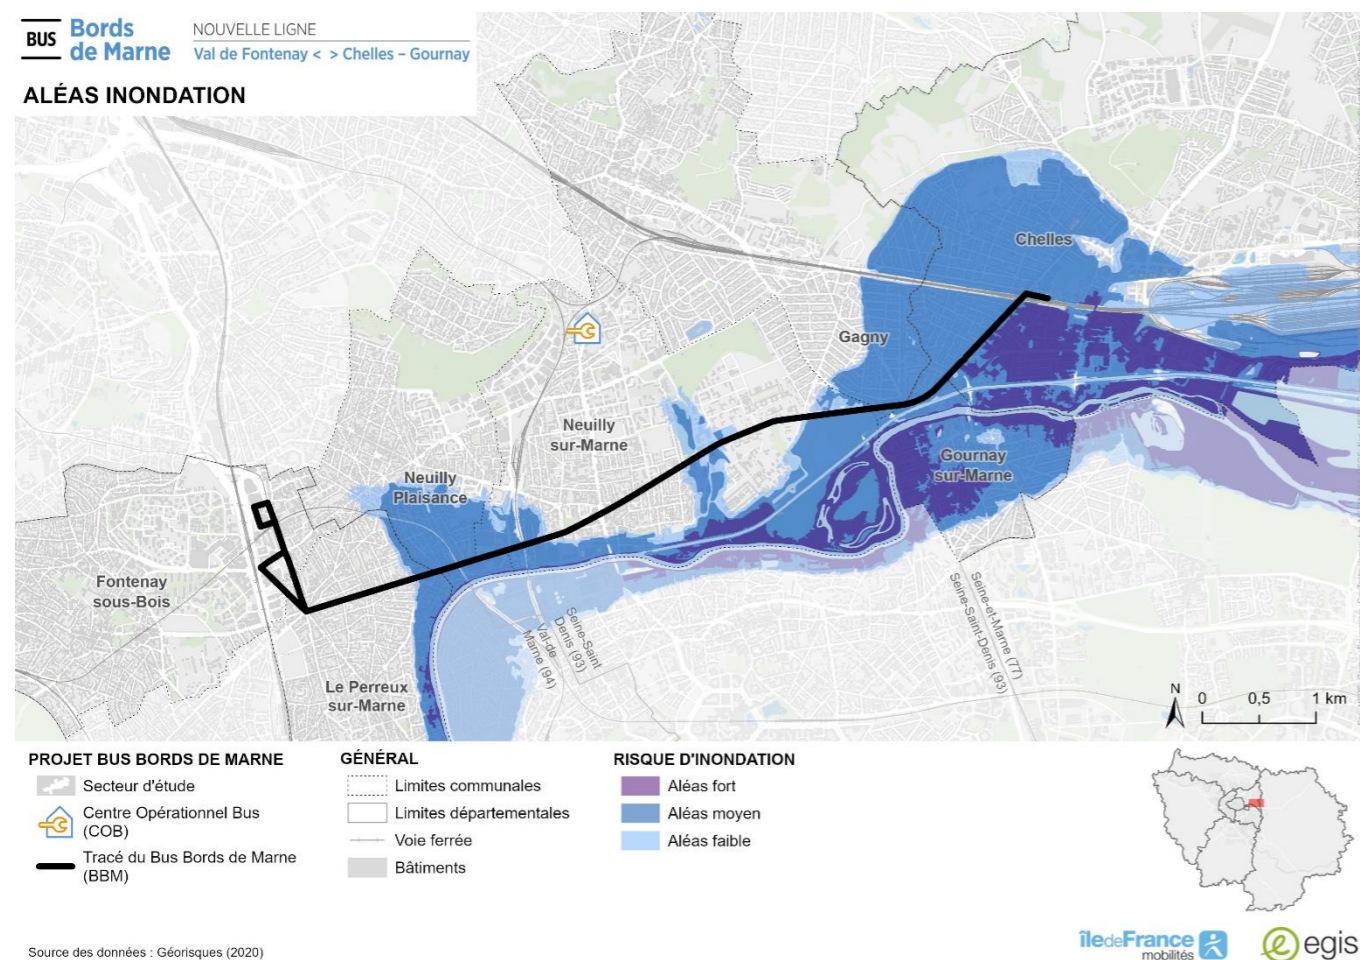 BUS
Bords
de Marne
NOUVELLE LIGNE
Val de Fontenay < > Chelles – Gournay
ALÉAS INONDATION
Chelles
Gagny
Neuilly
sur-Marne
Gournay
sur-Marne
Neuilly
Plaisance
Fontenay
sous-Bois
Le Perreux
sur-Marne
Seine-Saint
Denis (93)
Val-de
Marne (94)
Seine-et-Marne (77)
Seine-Saint-Denis (93)
N
0 0,5 1 km
PROJET BUS BORDS DE MARNE
Secteur d'étude
Centre Opérationnel Bus
(COB)
Tracé du Bus Bords de Marne
(BBM)
GÉNÉRAL
Limites communales
Limites départementales
Voie ferrée
Bâtiments
RISQUE D'INONDATION
Aléas fort
Aléas moyen
Aléas faible
Source des données : Géorisques (2020)
îledeFrance
mobilités
egis